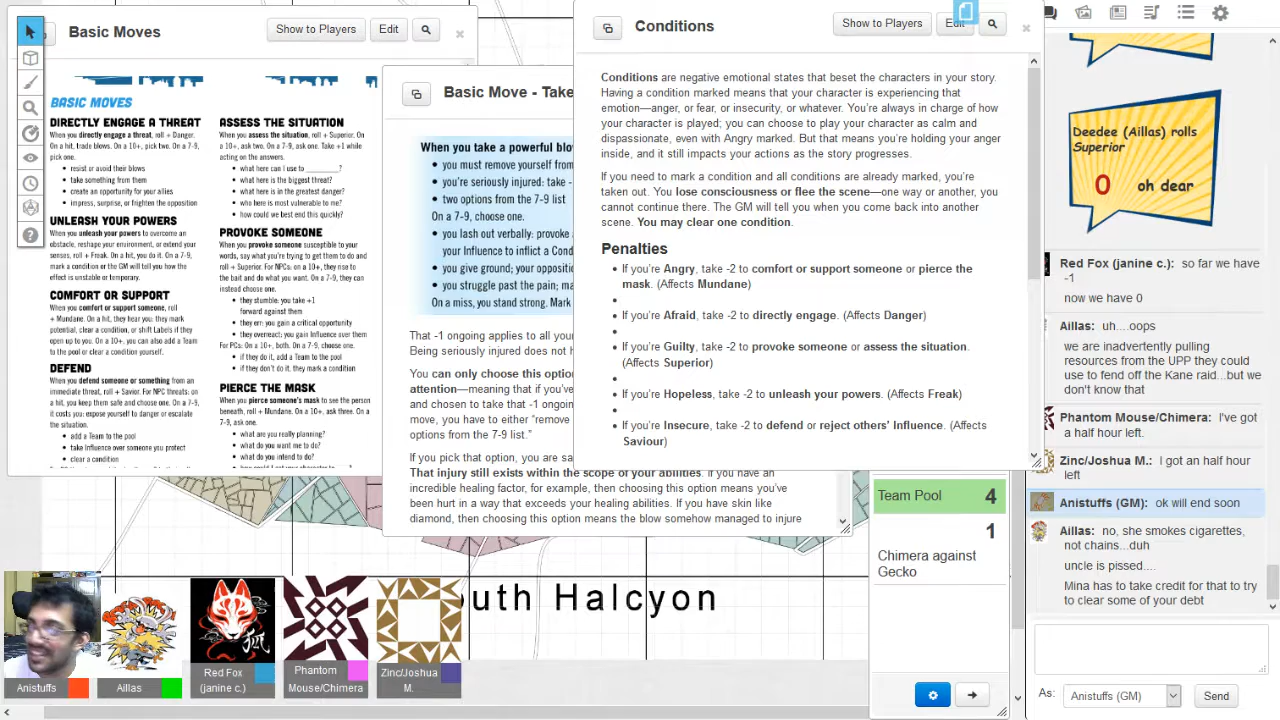 Basic Moves
Show to Players
Edit
BASIC MOVES
DIRECTLY ENGAGE A THREAT
When you directly engage a threat, roll + Danger.
On a hit, trade blows. On a 10+, pick two. On a 7-9,
pick one.
• resist or avoid their blows
• take something from them
• create an opportunity for your allies
• impress, surprise, or frighten the opposition
UNLEASH YOUR POWERS
When you unleash your powers to overcome an
obstacle, reshape your environment, or extend your
senses, roll + Freak. On a hit, you do it. On a 7-9,
mark a condition or the GM will tell you how the
effect is unstable or temporary.
COMFORT OR SUPPORT
When you comfort or support someone, roll
+ Mundane. On a hit, they hear you: they mark
potential, clear a condition, or shift Labels if they
open up to you. On a 10+, you can also add a Team
to the pool or clear a condition yourself.
DEFEND
When you defend someone or something from an
immediate threat, roll + Savior. For NPC threats: on
a hit, you keep them safe and choose one. On a 7-9,
it costs you: expose yourself to danger or escalate
the situation.
• add a Team to the pool
• take Influence over someone you protect
• clear a condition
ASSESS THE SITUATION
When you assess the situation, roll + Superior. On
a 10+, ask two. On a 7-9, ask one. Take +1 while
acting on the answers.
• what here can I use to ______?
• what here is the biggest threat?
• what here is in the greatest danger?
• who here is most vulnerable to me?
• how could we best end this quickly?
PROVOKE SOMEONE
When you provoke someone susceptible to your
words, say what you're trying to get them to do and
roll + Superior. For NPCs: on a 10+, they rise to
the bait and do what you want. On a 7-9, they can
instead choose one.
• they stumble: you take +1
forward against them
• they err: you gain a critical opportunity
• they overreact: you gain Influence over them
For PCs: On a 10+, both. On a 7-9, choose one.
• if they do it, add a Team to the pool
• if they don't do it, they mark a condition
PIERCE THE MASK
When you pierce someone's mask to see the person
beneath, roll + Mundane. On a 10+, ask three. On a
7-9, ask one.
• what are you really planning?
• what do you want me to do?
• what do you intend to do?
Basic Move - Take
When you take a powerful blo
• you must remove yourself from
• you're seriously injured: take -
• two options from the 7-9 list
On a 7-9, choose one.
• you lash out verbally: provoke
your Influence to inflict a Cond
• you give ground; your oppositio
• you struggle past the pain; ma
On a miss, you stand strong. Mark
That -1 ongoing applies to all your
Being seriously injured does not h
You can only choose this option
attention—meaning that if you've
and chosen to take that -1 ongoin
move, you have to either "remove
options from the 7-9 list."
If you pick that option, you are sa
That injury still exists within the scope of your abilities. If you have an
incredible healing factor, for example, then choosing this option means you've
been hurt in a way that exceeds your healing abilities. If you have skin like
diamond, then choosing this option means the blow somehow managed to injure
Conditions
Show to Players
Edit
Conditions are negative emotional states that beset the characters in your story.
Having a condition marked means that your character is experiencing that
emotion—anger, or fear, or insecurity, or whatever. You're always in charge of how
your character is played; you can choose to play your character as calm and
dispassionate, even with Angry marked. But that means you're holding your anger
inside, and it still impacts your actions as the story progresses.
If you need to mark a condition and all conditions are already marked, you're
taken out. You lose consciousness or flee the scene—one way or another, you
cannot continue there. The GM will tell you when you come back into another
scene. You may clear one condition.
Penalties
• If you're Angry, take -2 to comfort or support someone or pierce the
mask. (Affects Mundane)
•
• If you're Afraid, take -2 to directly engage. (Affects Danger)
•
• If you're Guilty, take -2 to provoke someone or assess the situation.
(Affects Superior)
•
• If you're Hopeless, take -2 to unleash your powers. (Affects Freak)
•
• If you're Insecure, take -2 to defend or reject others' Influence. (Affects
Saviour)
Team Pool 4
1
Chimera against
Gecko
uth Halcyon
Anistuffs
Aillas
Red Fox
(janine c.)
Phantom
Mouse/Chimera
Zinc/Joshua
M.
狐
Deedee (Aillas) rolls
Superior
0 oh dear
Red Fox (janine c.): so far we have
-1
now we have 0
Aillas: uh....oops
we are inadvertently pulling
resources from the UPP they could
use to fend off the Kane raid...but we
don't know that
Phantom Mouse/Chimera: I've got
a half hour left.
Zinc/Joshua M.: I got an half hour
left
Anistuffs (GM): ok will end soon
Aillas: no, she smokes cigarettes,
not chains...duh
uncle is pissed....
Mina has to take credit for that to try
to clear some of your debt
As: Anistuffs (GM) Send